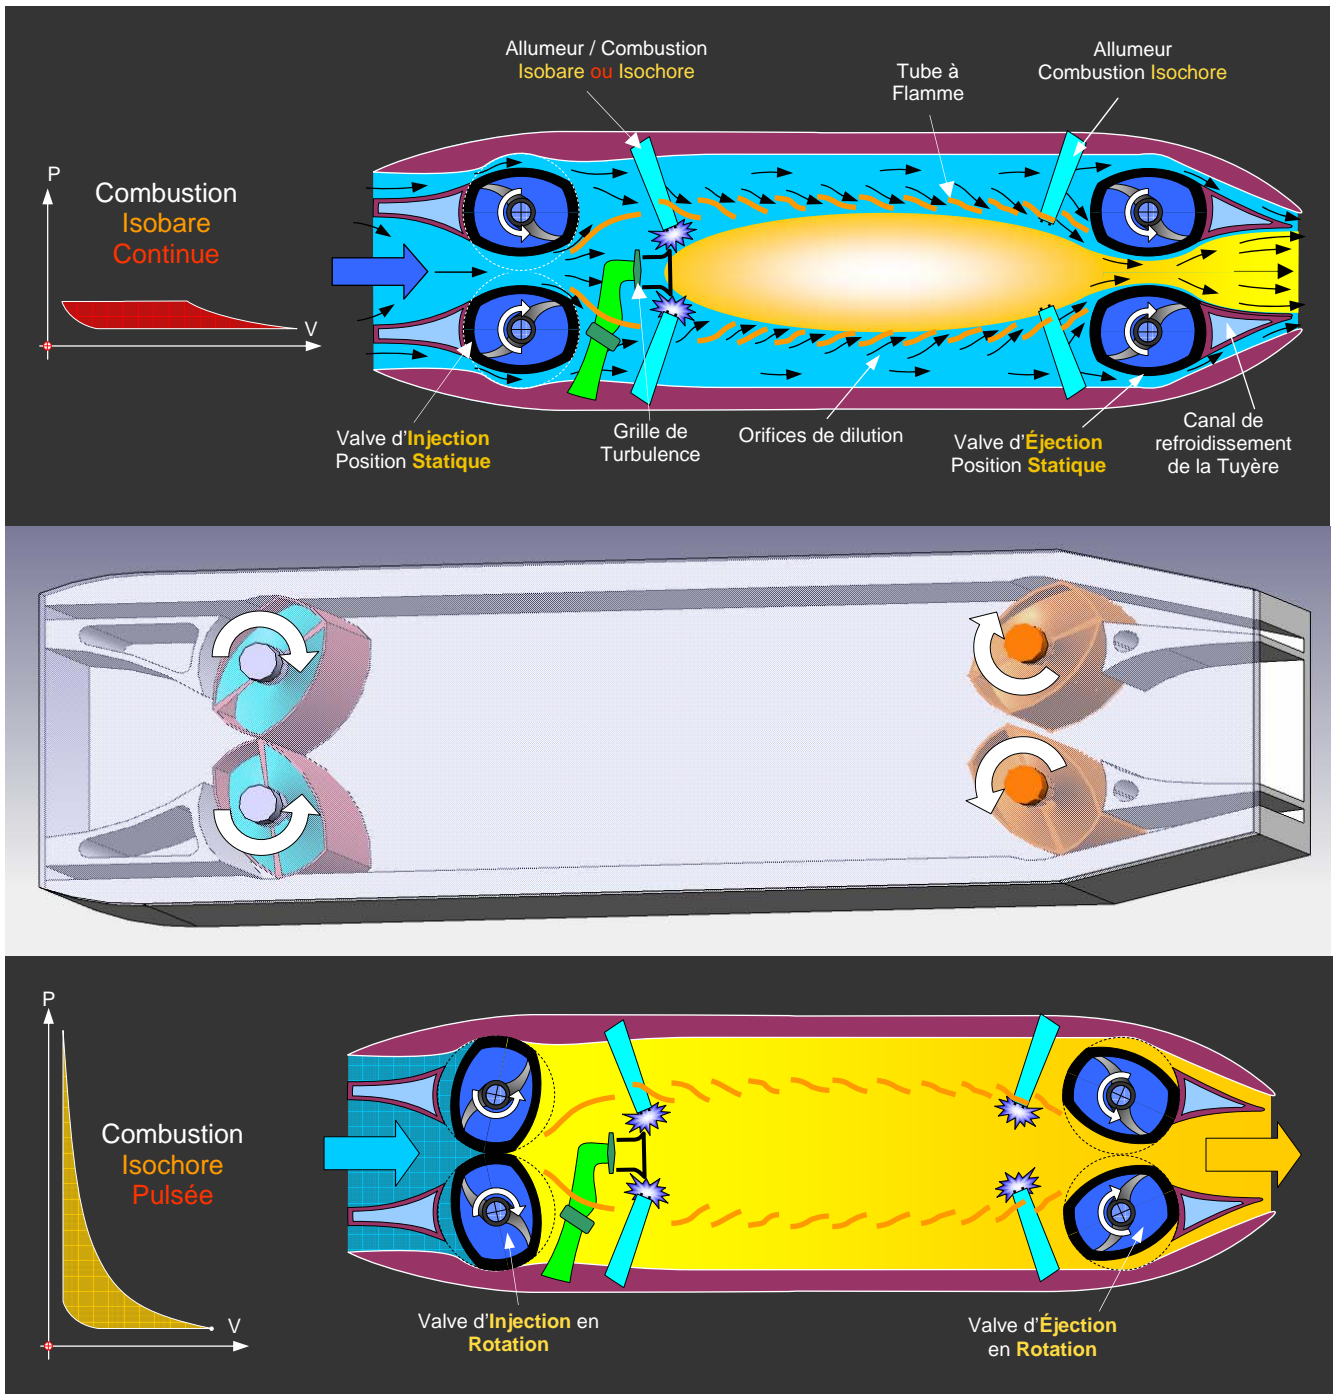 Allumeur / Combustion
Isobare ou Isochore
Allumeur
Combustion Isochore
Tube à
Flamme
P
Combustion
Isobare
Continue
V
Valve d'Injection
Position Statique
Grille de
Turbulence
Orifices de dilution
Valve d'Éjection
Position Statique
Canal de
refroidissement
de la Tuyère
P
Combustion
Isochore
Pulsée
V
Valve d'Injection en
Rotation
Valve d'Éjection
en Rotation